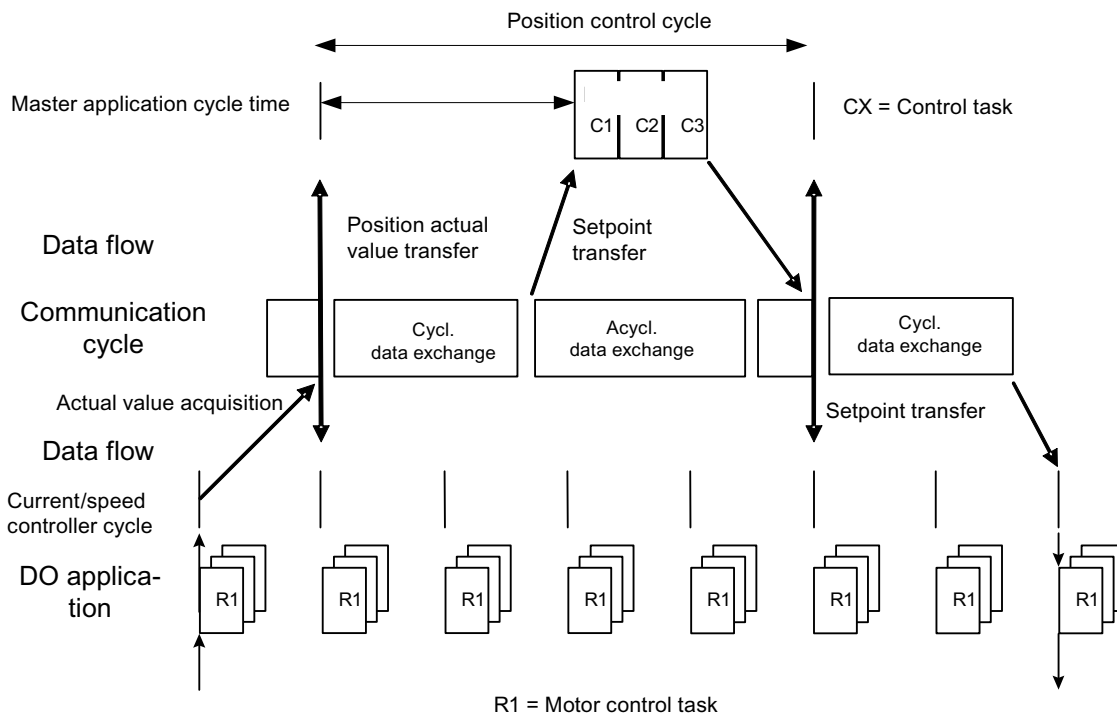 Position control cycle
Master application cycle time
C1 C2 C3
CX = Control task
Data flow
Position actual
value transfer
Setpoint
transfer
Communication
cycle
Cycl.
data exchange
Acycl.
data exchange
Cycl.
data exchange
Actual value acquisition
Setpoint transfer
Data flow
Current/speed
controller cycle
DO applica-
tion
R1 R1 R1 R1 R1 R1 R1 R1
R1 = Motor control task